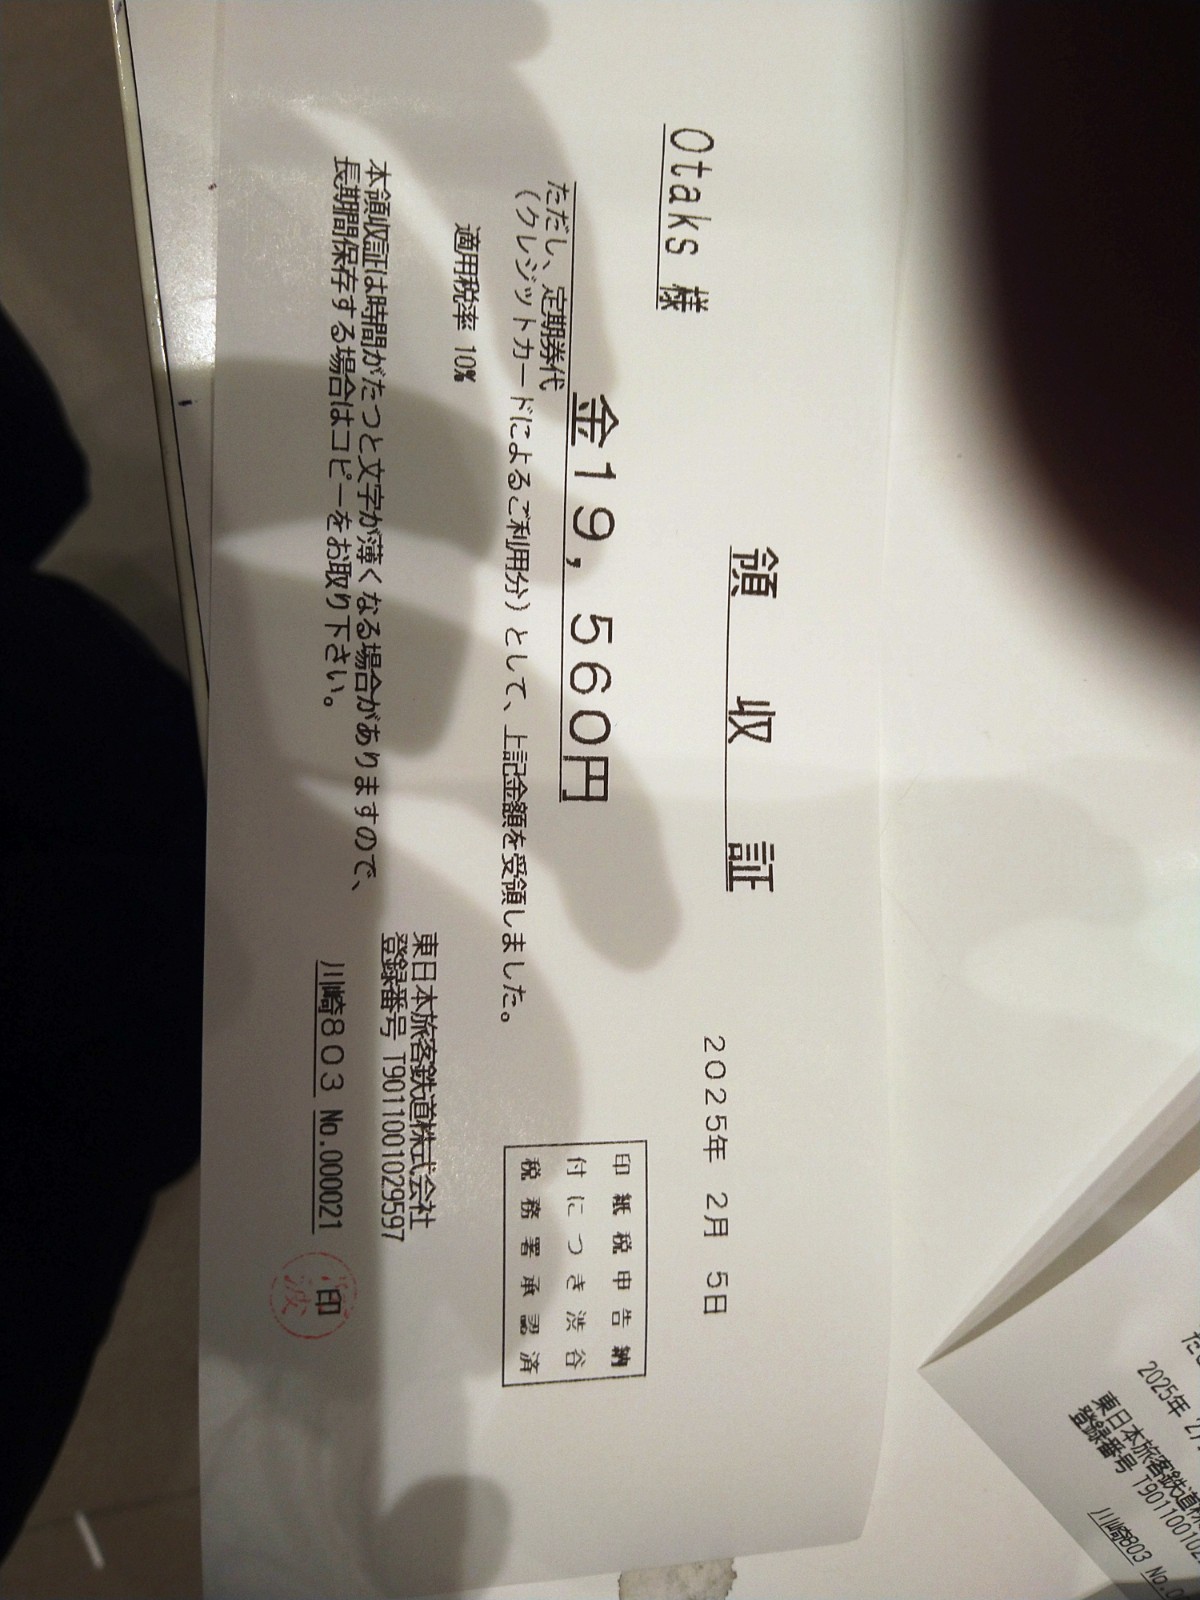 領収証
2025年 2月 5日
Otaks 様
金19,560円
ただし、定期券代
(クレジットカードによるご利用分)として、上記金額を受領しました。
適用税率 10%
印紙税申告納
付につき渋谷
税務署承認済
本領収証は時間がたつと文字が薄くなる場合がありますので、
長期間保存する場合はコピーをお取り下さい。
東日本旅客鉄道株式会社
登録番号 T9011001029597
川崎803 No.000021
印
2025年
東日本旅客鉄道
登録番号 T90110010
川崎803 No.